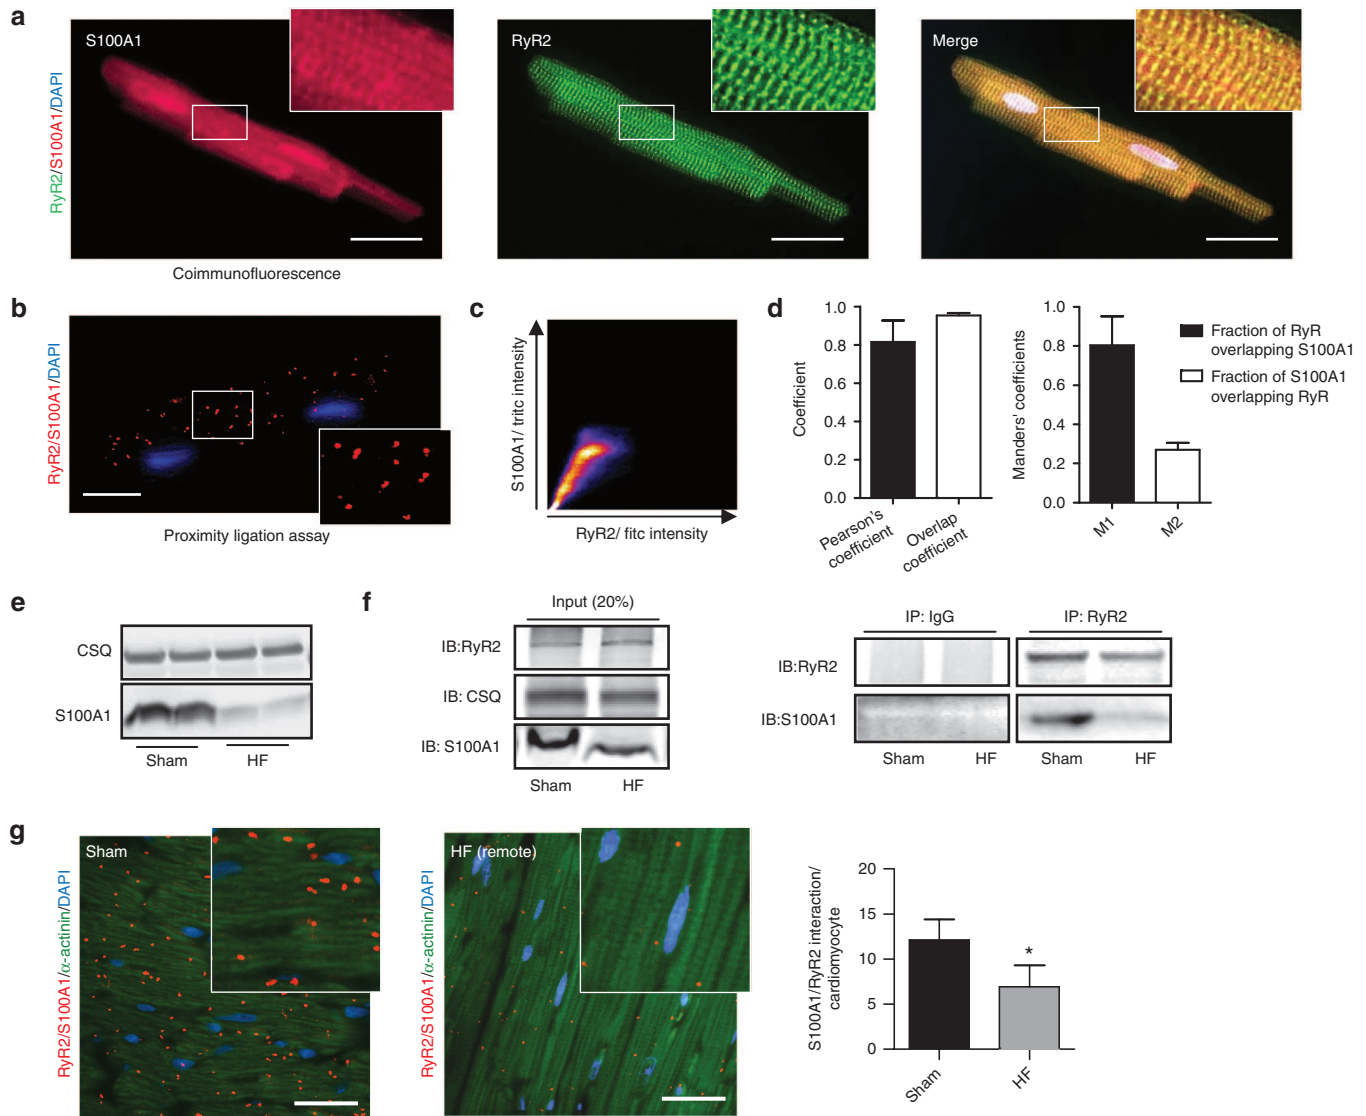 a
RyR2/S100A1/DAPI
S100A1
RyR2
Merge
Coimmunofluorescence
b
RyR2/S100A1/DAPI
Proximity ligation assay
c
S100A1/ tritc intensity
RyR2/ fitc intensity
d
Coefficient
1.0
0.8
0.6
0.4
0.2
0.0
Pearson's
coefficient
Overlap
coefficient
Manders' coefficients
1.0
0.8
0.6
0.4
0.2
0.0
M1
M2
Fraction of RyR
overlapping S100A1
Fraction of S100A1
overlapping RyR
e
CSQ
S100A1
Sham
HF
f
Input (20%)
IB:RyR2
IB: CSQ
IB: S100A1
Sham
HF
IP: IgG
IP: RyR2
IB:RyR2
IB:S100A1
Sham
HF
Sham
HF
g
RyR2/S100A1/α-actinin/DAPI
Sham
RyR2/S100A1/α-actinin/DAPI
HF (remote)
S100A1/RyR2 interaction/
cardiomyocyte
20
15
10
5
0
*
Sham
HF